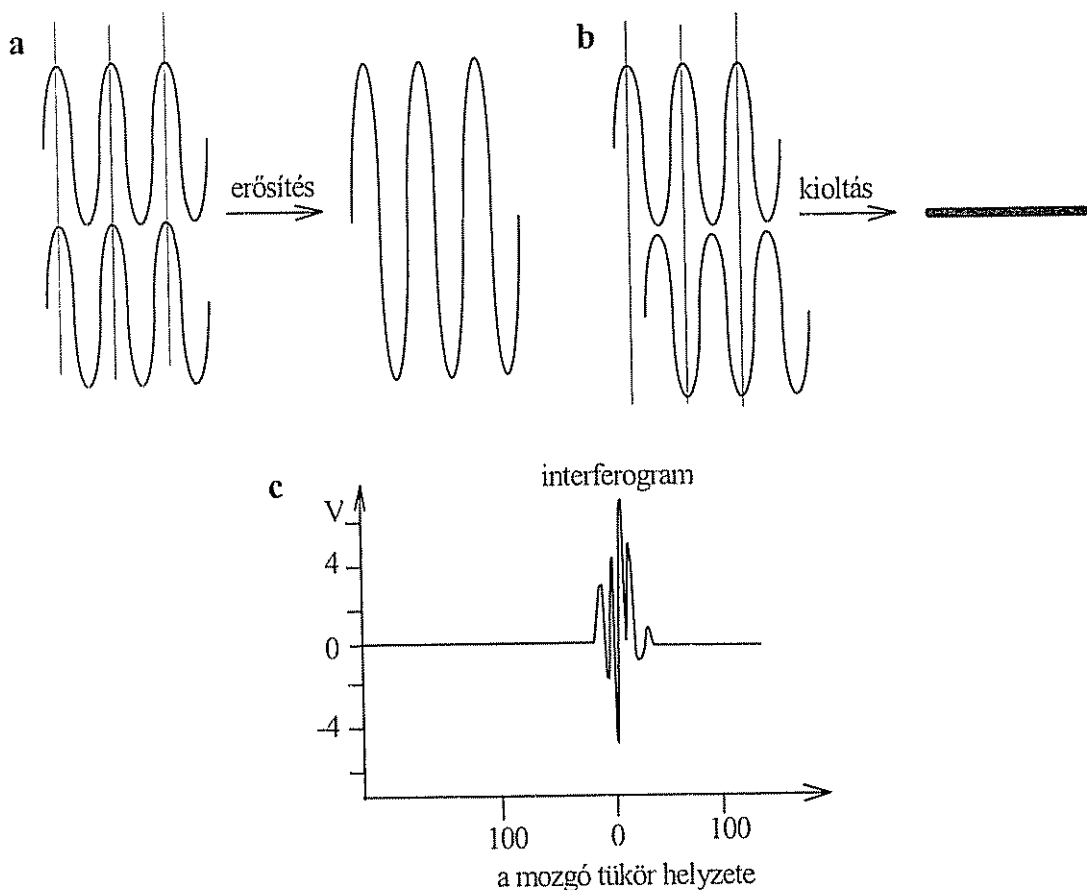 a
b
erősítés
kioltás
c
interferogram
V
4
0
-4
100 0 100
a mozgó tükör helyzete